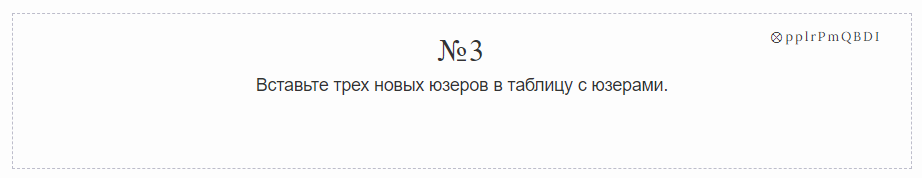 ⊗pplrPmQBDI
№3
Вставьте трех новых юзеров в таблицу с юзерами.